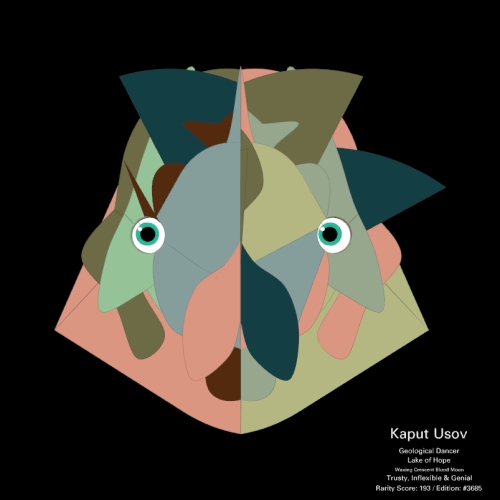 Kaput Usov
Geological Dancer
Lake of Hope
Waxing Crescent Blood Moon
Trusty, Inflexible & Genial
Rarity Score: 193 / Edition: #3685